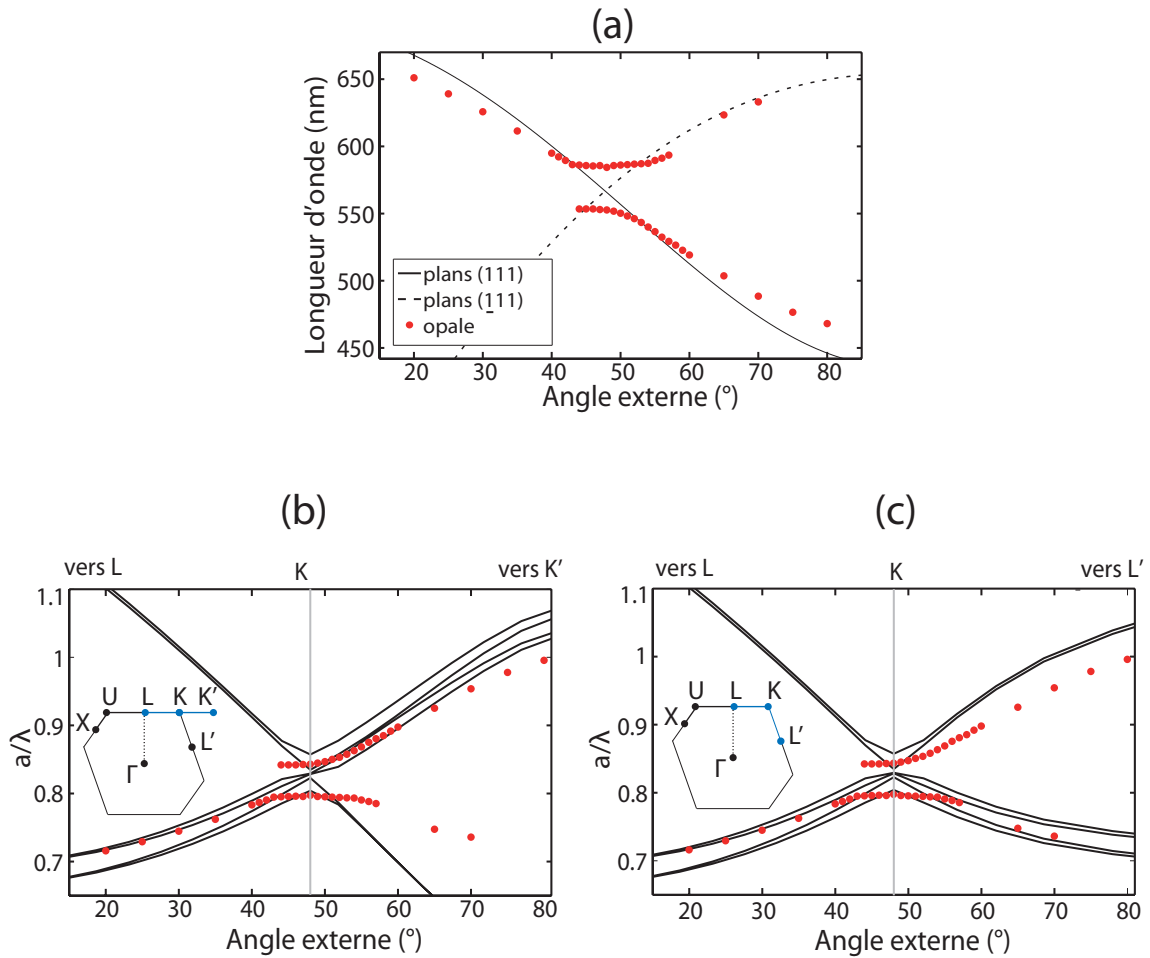 (a)
Longueur d'onde (nm)
650
600
550
500
450
plans (111)
plans (111)
opale
20 30 40 50 60 70 80
Angle externe (°)
(b)
vers L K vers K'
a/λ
1.1
1
0.9
0.8
0.7
U L K K'
X
L'
Γ
20 30 40 50 60 70 80
Angle externe (°)
(c)
vers L K vers L'
a/λ
1.1
1
0.9
0.8
0.7
U L K
X
L'
Γ
20 30 40 50 60 70 80
Angle externe (°)